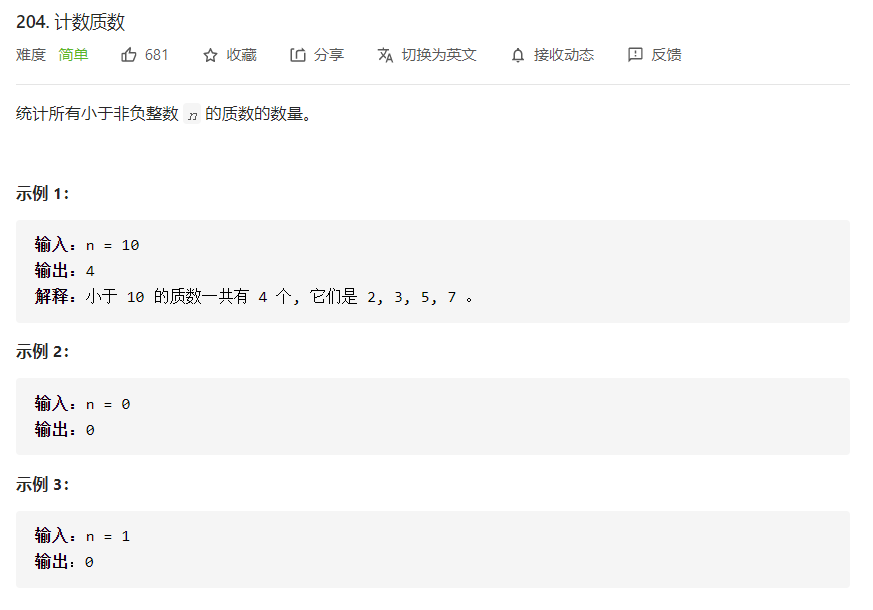 204. 计数质数
难度 简单 681 收藏 分享 切换为英文 接收动态 反馈
统计所有小于非负整数 n 的质数的数量。
示例 1：
输入：n = 10
输出：4
解释：小于 10 的质数一共有 4 个, 它们是 2, 3, 5, 7 。
示例 2：
输入：n = 0
输出：0
示例 3：
输入：n = 1
输出：0